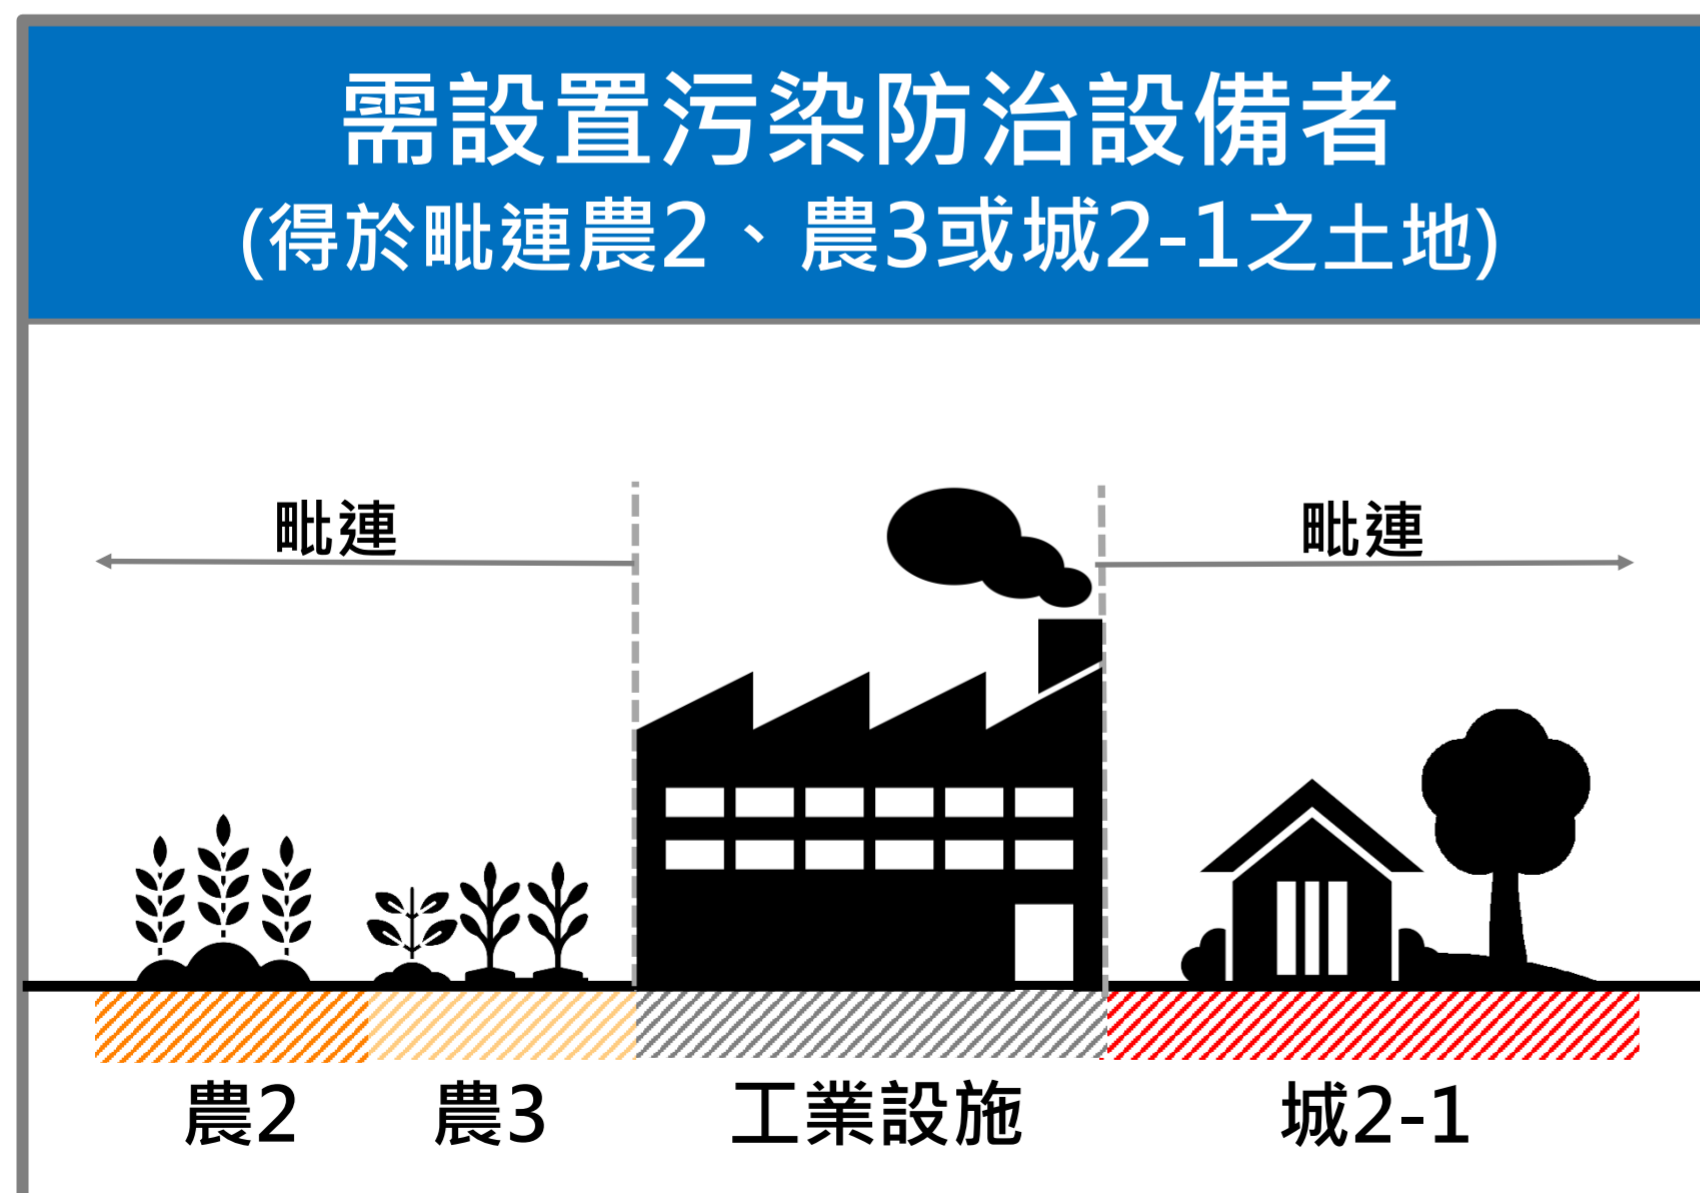 需設置污染防治設備者
(得於毗連農2、農3或城2-1之土地)
毗連
毗連
農2
農3
工業設施
城2-1